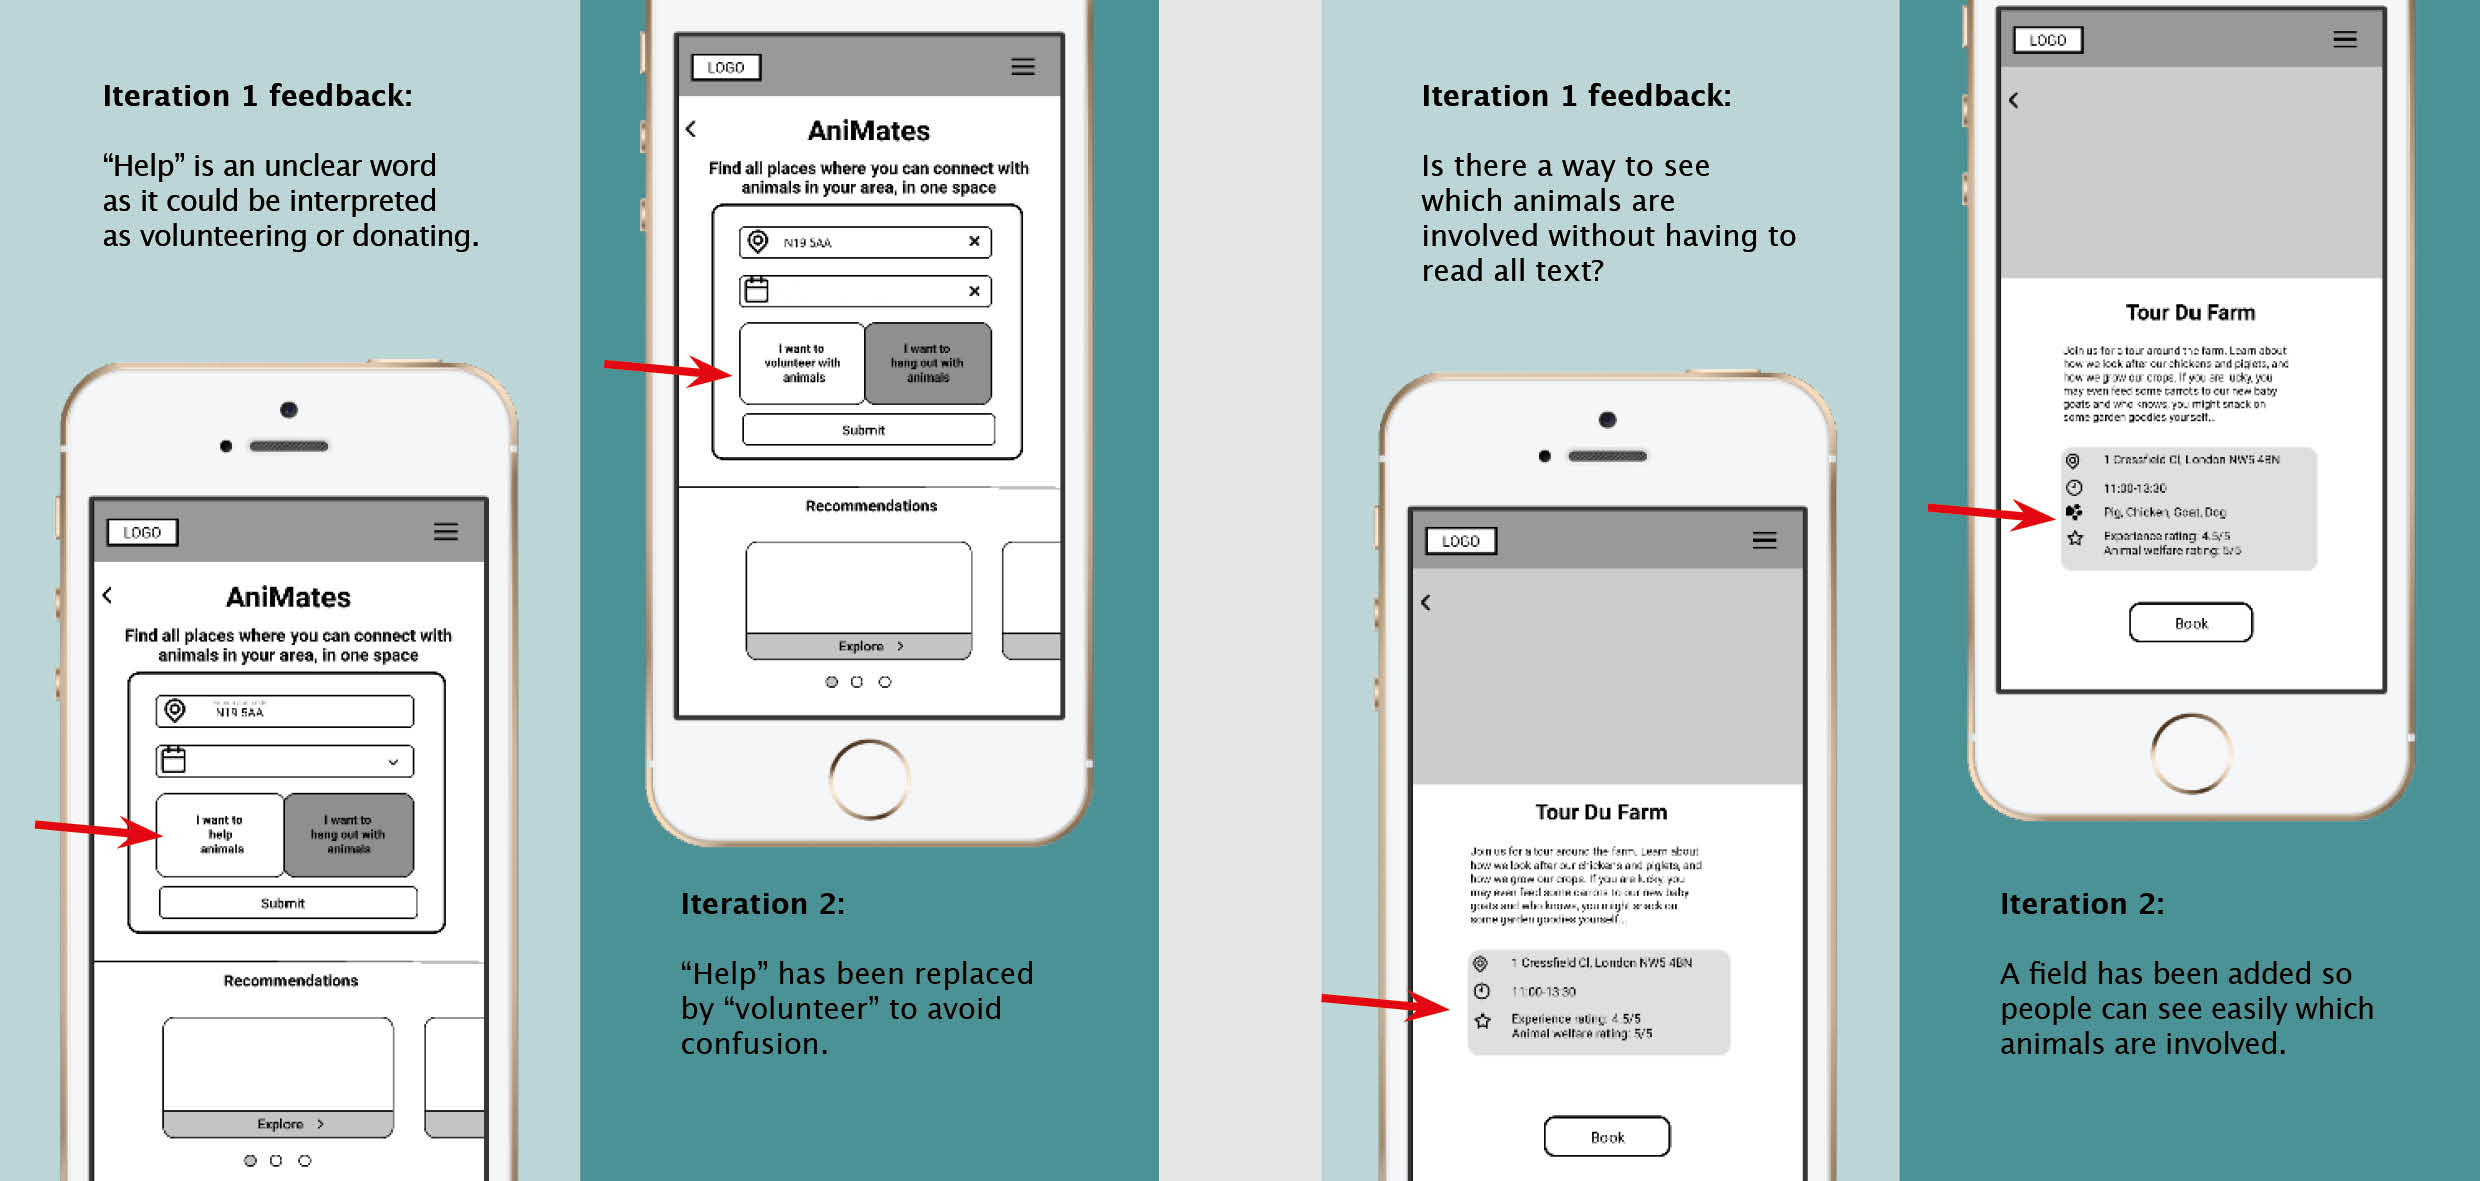 Iteration 1 feedback:
“Help” is an unclear word
as it could be interpreted
as volunteering or donating.
LOGO
AniMates
Find all places where you can connect with
animals in your area, in one space
N19 5AA
I want to
help
animals
I want to
hang out with
animals
Submit
Recommendations
Explore >
LOGO
AniMates
Find all places where you can connect with
animals in your area, in one space
N19 5AA
I want to
volunteer with
animals
I want to
hang out with
animals
Submit
Recommendations
Explore >
Iteration 2:
“Help” has been replaced
by “volunteer” to avoid
confusion.
Iteration 1 feedback:
Is there a way to see
which animals are
involved without having to
read all text?
LOGO
Tour Du Farm
Join us for a tour around the farm. Learn about
how we look after our chickens and piglets, and
how we grow our crops. If you are lucky, you
may even feed some carrots to our new baby
goats and who knows, you might snack on
some garden goodies yourself...
1 Cressfield Cl, London NW5 4BN
11:00-13:30
Experience rating: 4.5/5
Animal welfare rating: 5/5
Book
LOGO
Tour Du Farm
Join us for a tour around the farm. Learn about
how we look after our chickens and piglets, and
how we grow our crops. If you are lucky, you
may even feed some carrots to our new baby
goats and who knows, you might snack on
some garden goodies yourself...
1 Cressfield Cl, London NW5 4BN
11:00-13:30
Pig, Chicken, Goat, Dog
Experience rating: 4.5/5
Animal welfare rating: 5/5
Book
Iteration 2:
A field has been added so
people can see easily which
animals are involved.